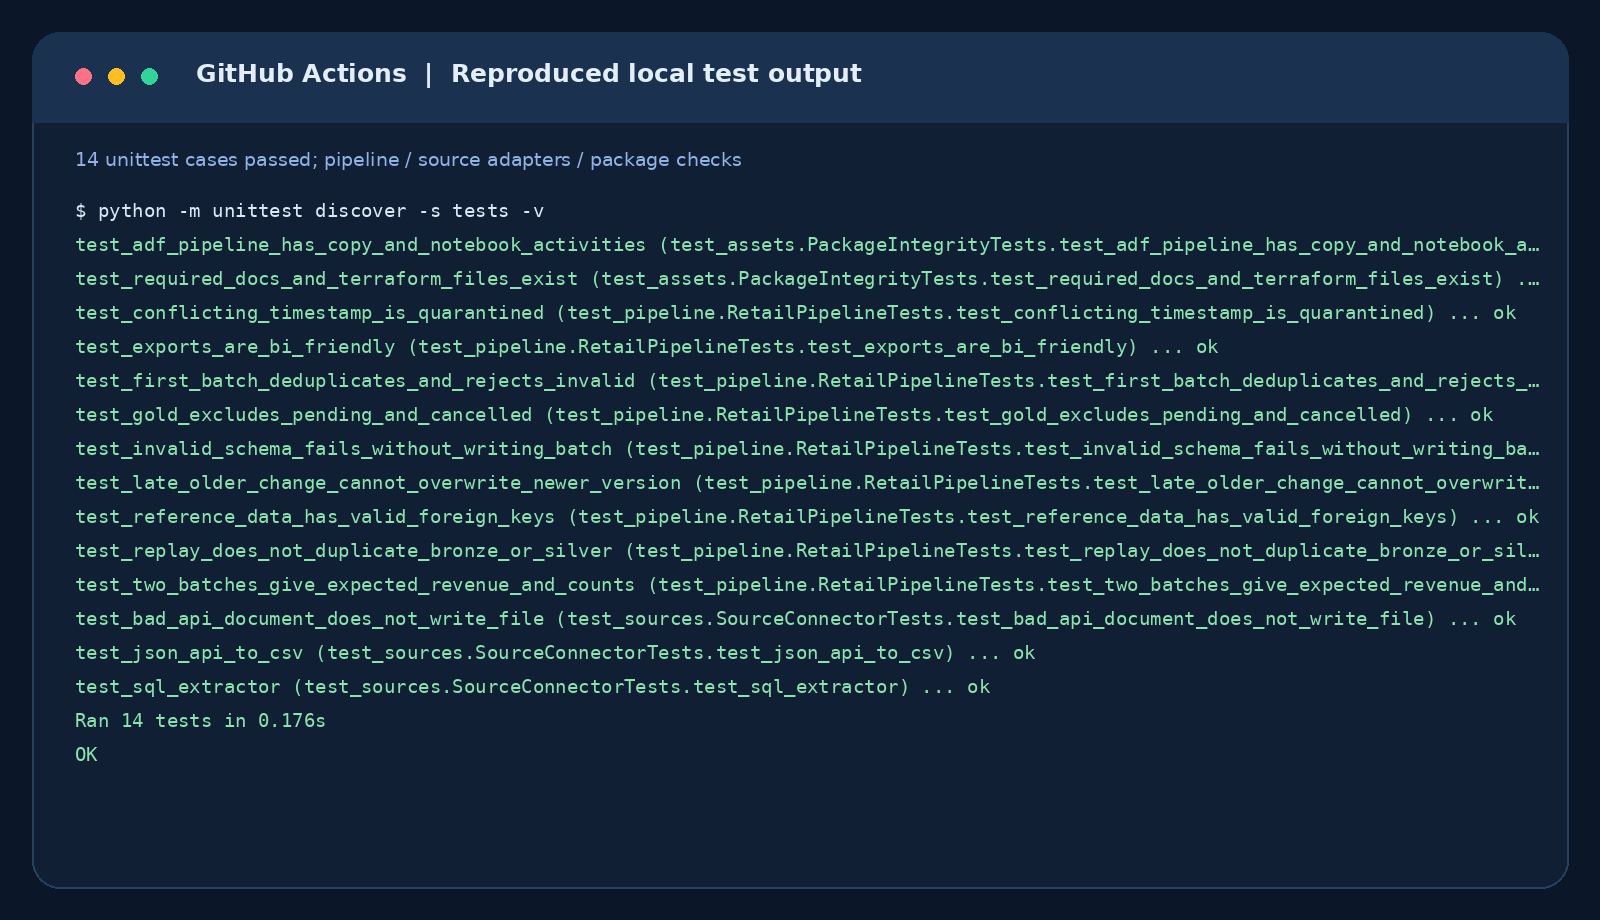 GitHub Actions | Reproduced local test output
14 unittest cases passed; pipeline / source adapters / package checks
$ python -m unittest discover -s tests -v
test_adf_pipeline_has_copy_and_notebook_activities (test_assets.PackageIntegrityTests.test_adf_pipeline_has_copy_and_notebook_a…
test_required_docs_and_terraform_files_exist (test_assets.PackageIntegrityTests.test_required_docs_and_terraform_files_exist) .…
test_conflicting_timestamp_is_quarantined (test_pipeline.RetailPipelineTests.test_conflicting_timestamp_is_quarantined) ... ok
test_exports_are_bi_friendly (test_pipeline.RetailPipelineTests.test_exports_are_bi_friendly) ... ok
test_first_batch_deduplicates_and_rejects_invalid (test_pipeline.RetailPipelineTests.test_first_batch_deduplicates_and_rejects_…
test_gold_excludes_pending_and_cancelled (test_pipeline.RetailPipelineTests.test_gold_excludes_pending_and_cancelled) ... ok
test_invalid_schema_fails_without_writing_batch (test_pipeline.RetailPipelineTests.test_invalid_schema_fails_without_writing_ba…
test_late_older_change_cannot_overwrite_newer_version (test_pipeline.RetailPipelineTests.test_late_older_change_cannot_overwrit…
test_reference_data_has_valid_foreign_keys (test_pipeline.RetailPipelineTests.test_reference_data_has_valid_foreign_keys) ... ok
test_replay_does_not_duplicate_bronze_or_silver (test_pipeline.RetailPipelineTests.test_replay_does_not_duplicate_bronze_or_sil…
test_two_batches_give_expected_revenue_and_counts (test_pipeline.RetailPipelineTests.test_two_batches_give_expected_revenue_and…
test_bad_api_document_does_not_write_file (test_sources.SourceConnectorTests.test_bad_api_document_does_not_write_file) ... ok
test_json_api_to_csv (test_sources.SourceConnectorTests.test_json_api_to_csv) ... ok
test_sql_extractor (test_sources.SourceConnectorTests.test_sql_extractor) ... ok
Ran 14 tests in 0.176s
OK